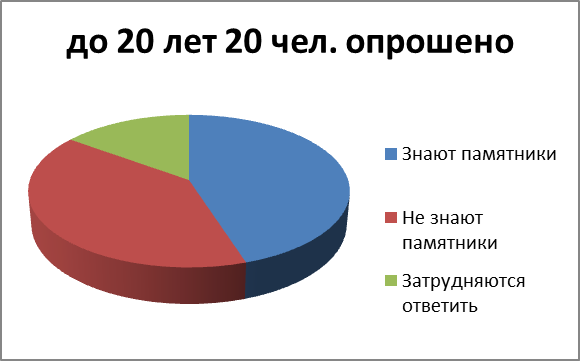 до 20 лет 20 чел. опрошено
Знают памятники
Не знают
памятники
Затрудняются
ответить